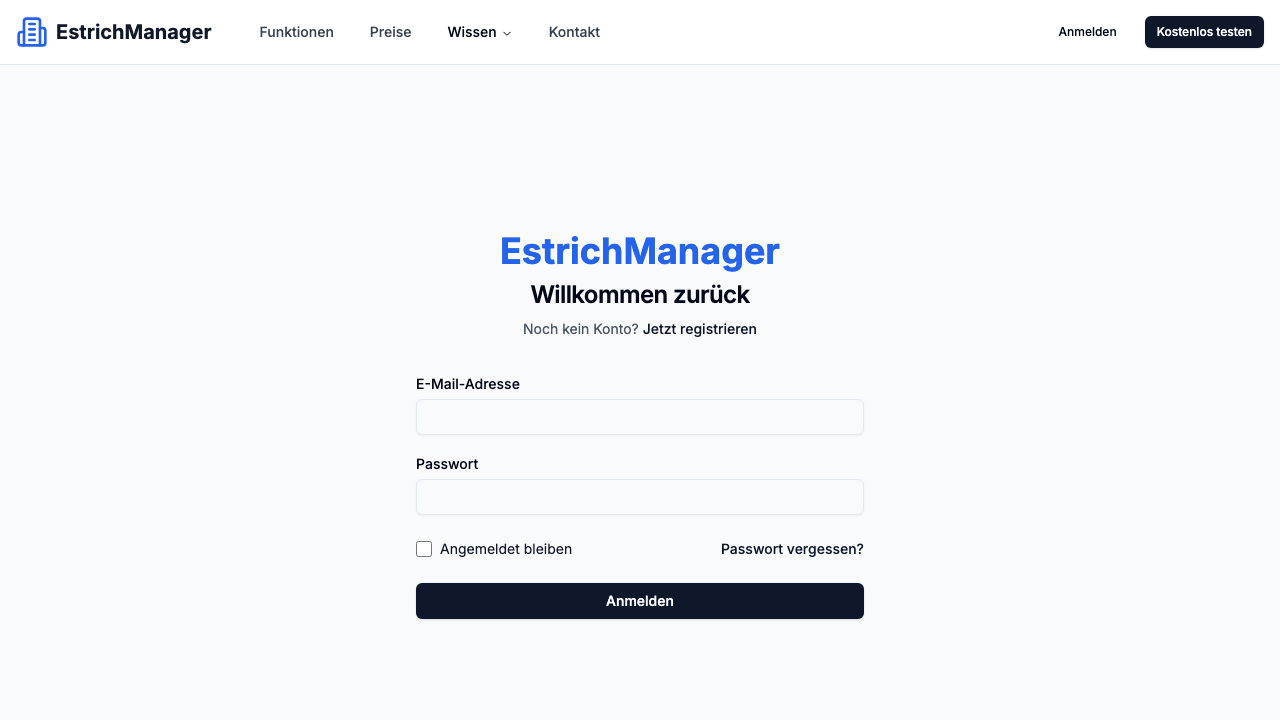 EstrichManager
Funktionen
Preise
Wissen
Kontakt
Anmelden
Kostenlos testen
EstrichManager
Willkommen zurück
Noch kein Konto? Jetzt registrieren
E-Mail-Adresse
Passwort
Angemeldet bleiben
Passwort vergessen?
Anmelden